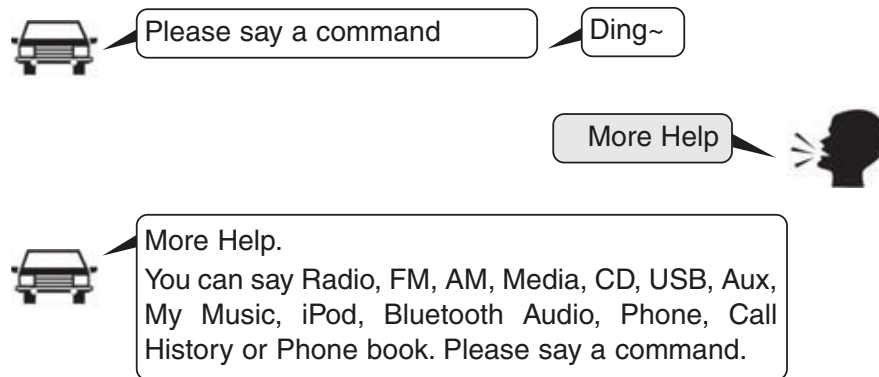 Please say a command
Ding~
More Help
More Help.
You can say Radio, FM, AM, Media, CD, USB, Aux,
My Music, iPod, Bluetooth Audio, Phone, Call
History or Phone book. Please say a command.